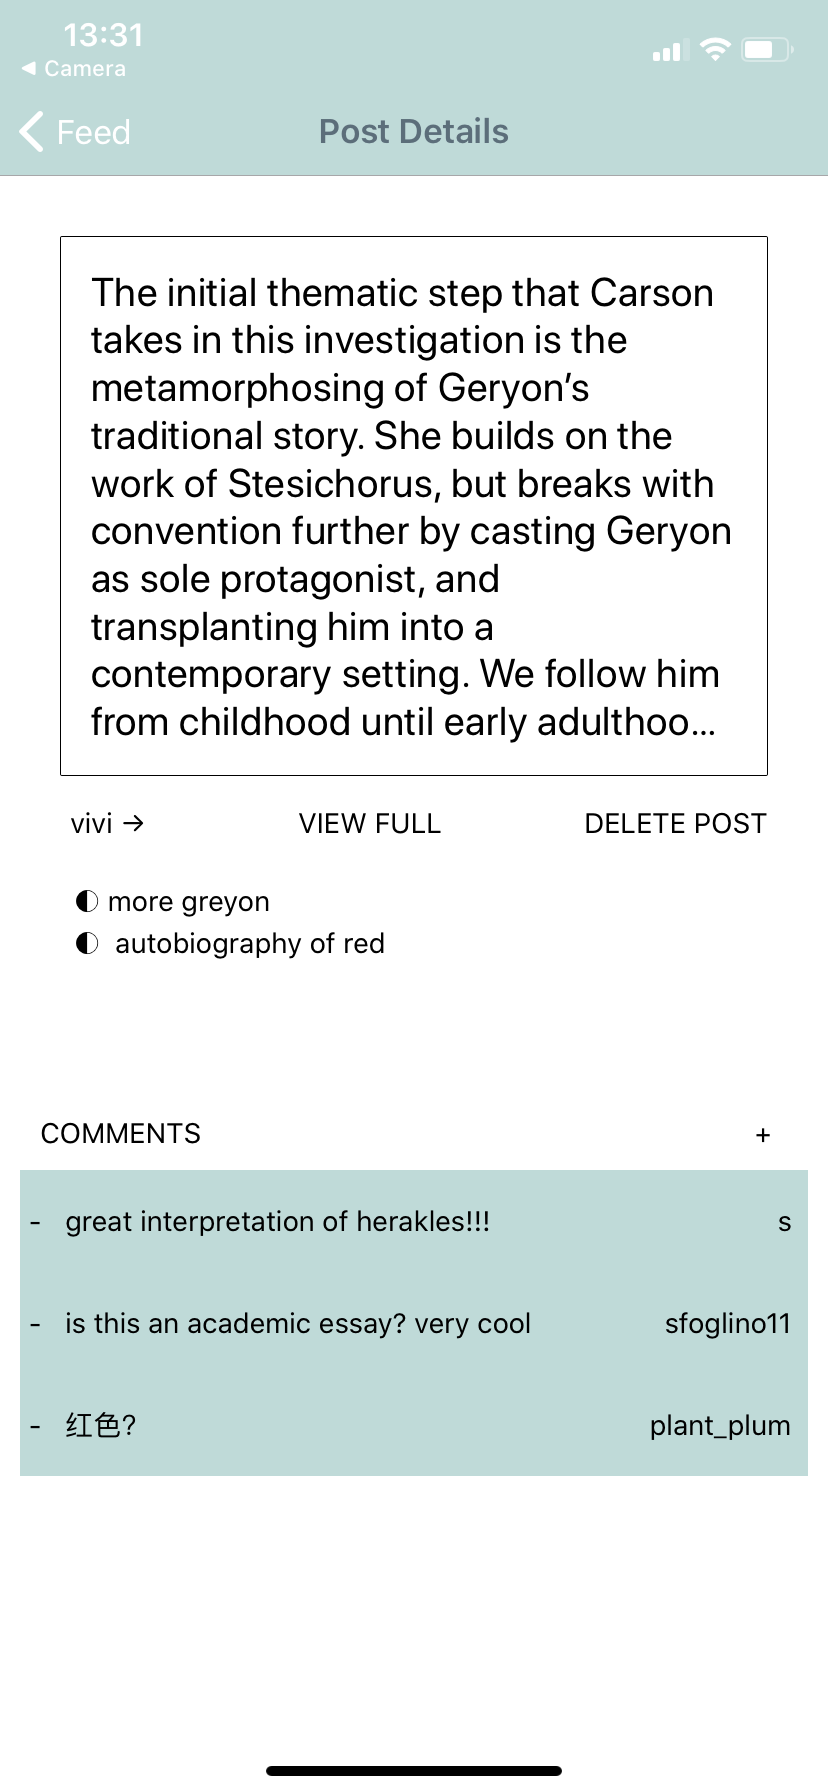 13:31
◀ Camera
Feed
Post Details
The initial thematic step that Carson
takes in this investigation is the
metamorphosing of Geryon’s
traditional story. She builds on the
work of Stesichorus, but breaks with
convention further by casting Geryon
as sole protagonist, and
transplanting him into a
contemporary setting. We follow him
from childhood until early adulthoo...
vivi → VIEW FULL DELETE POST
◐ more greyon
◐ autobiography of red
COMMENTS +
- great interpretation of herakles!!! s
- is this an academic essay? very cool sfoglino11
- 红色? plant_plum